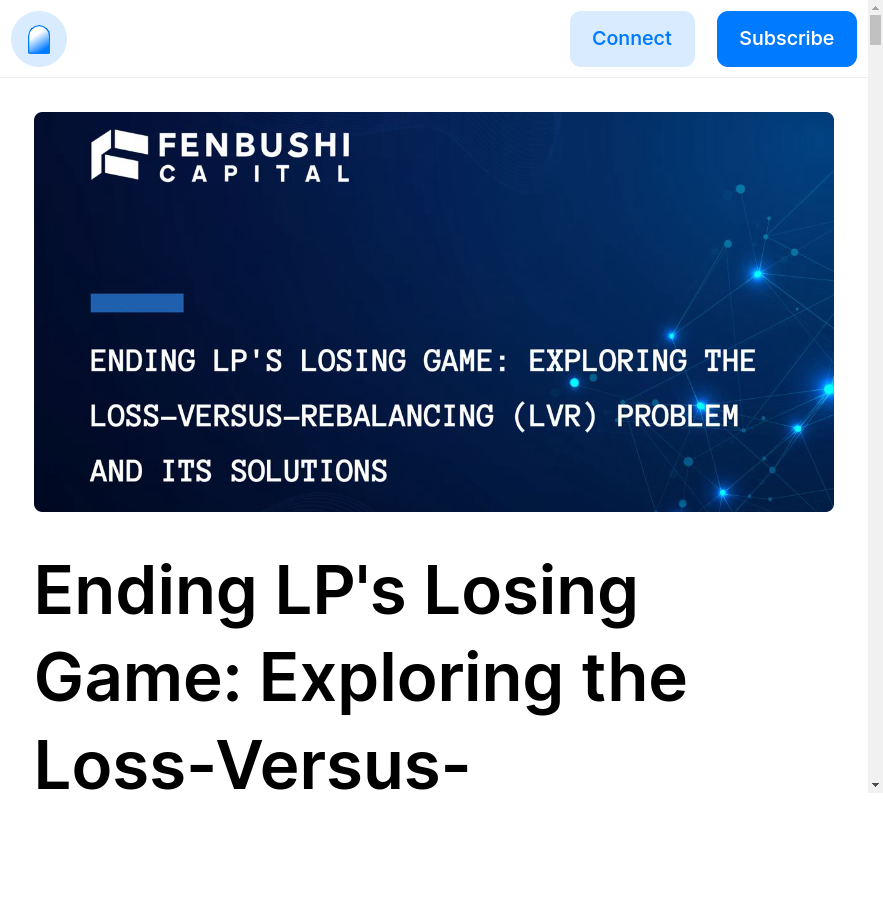 Connect
Subscribe
FENBUSHI
CAPITAL
ENDING LP'S LOSING GAME: EXPLORING THE
LOSS–VERSUS–REBALANCING (LVR) PROBLEM
AND ITS SOLUTIONS
Ending LP's Losing
Game: Exploring the
Loss-Versus-